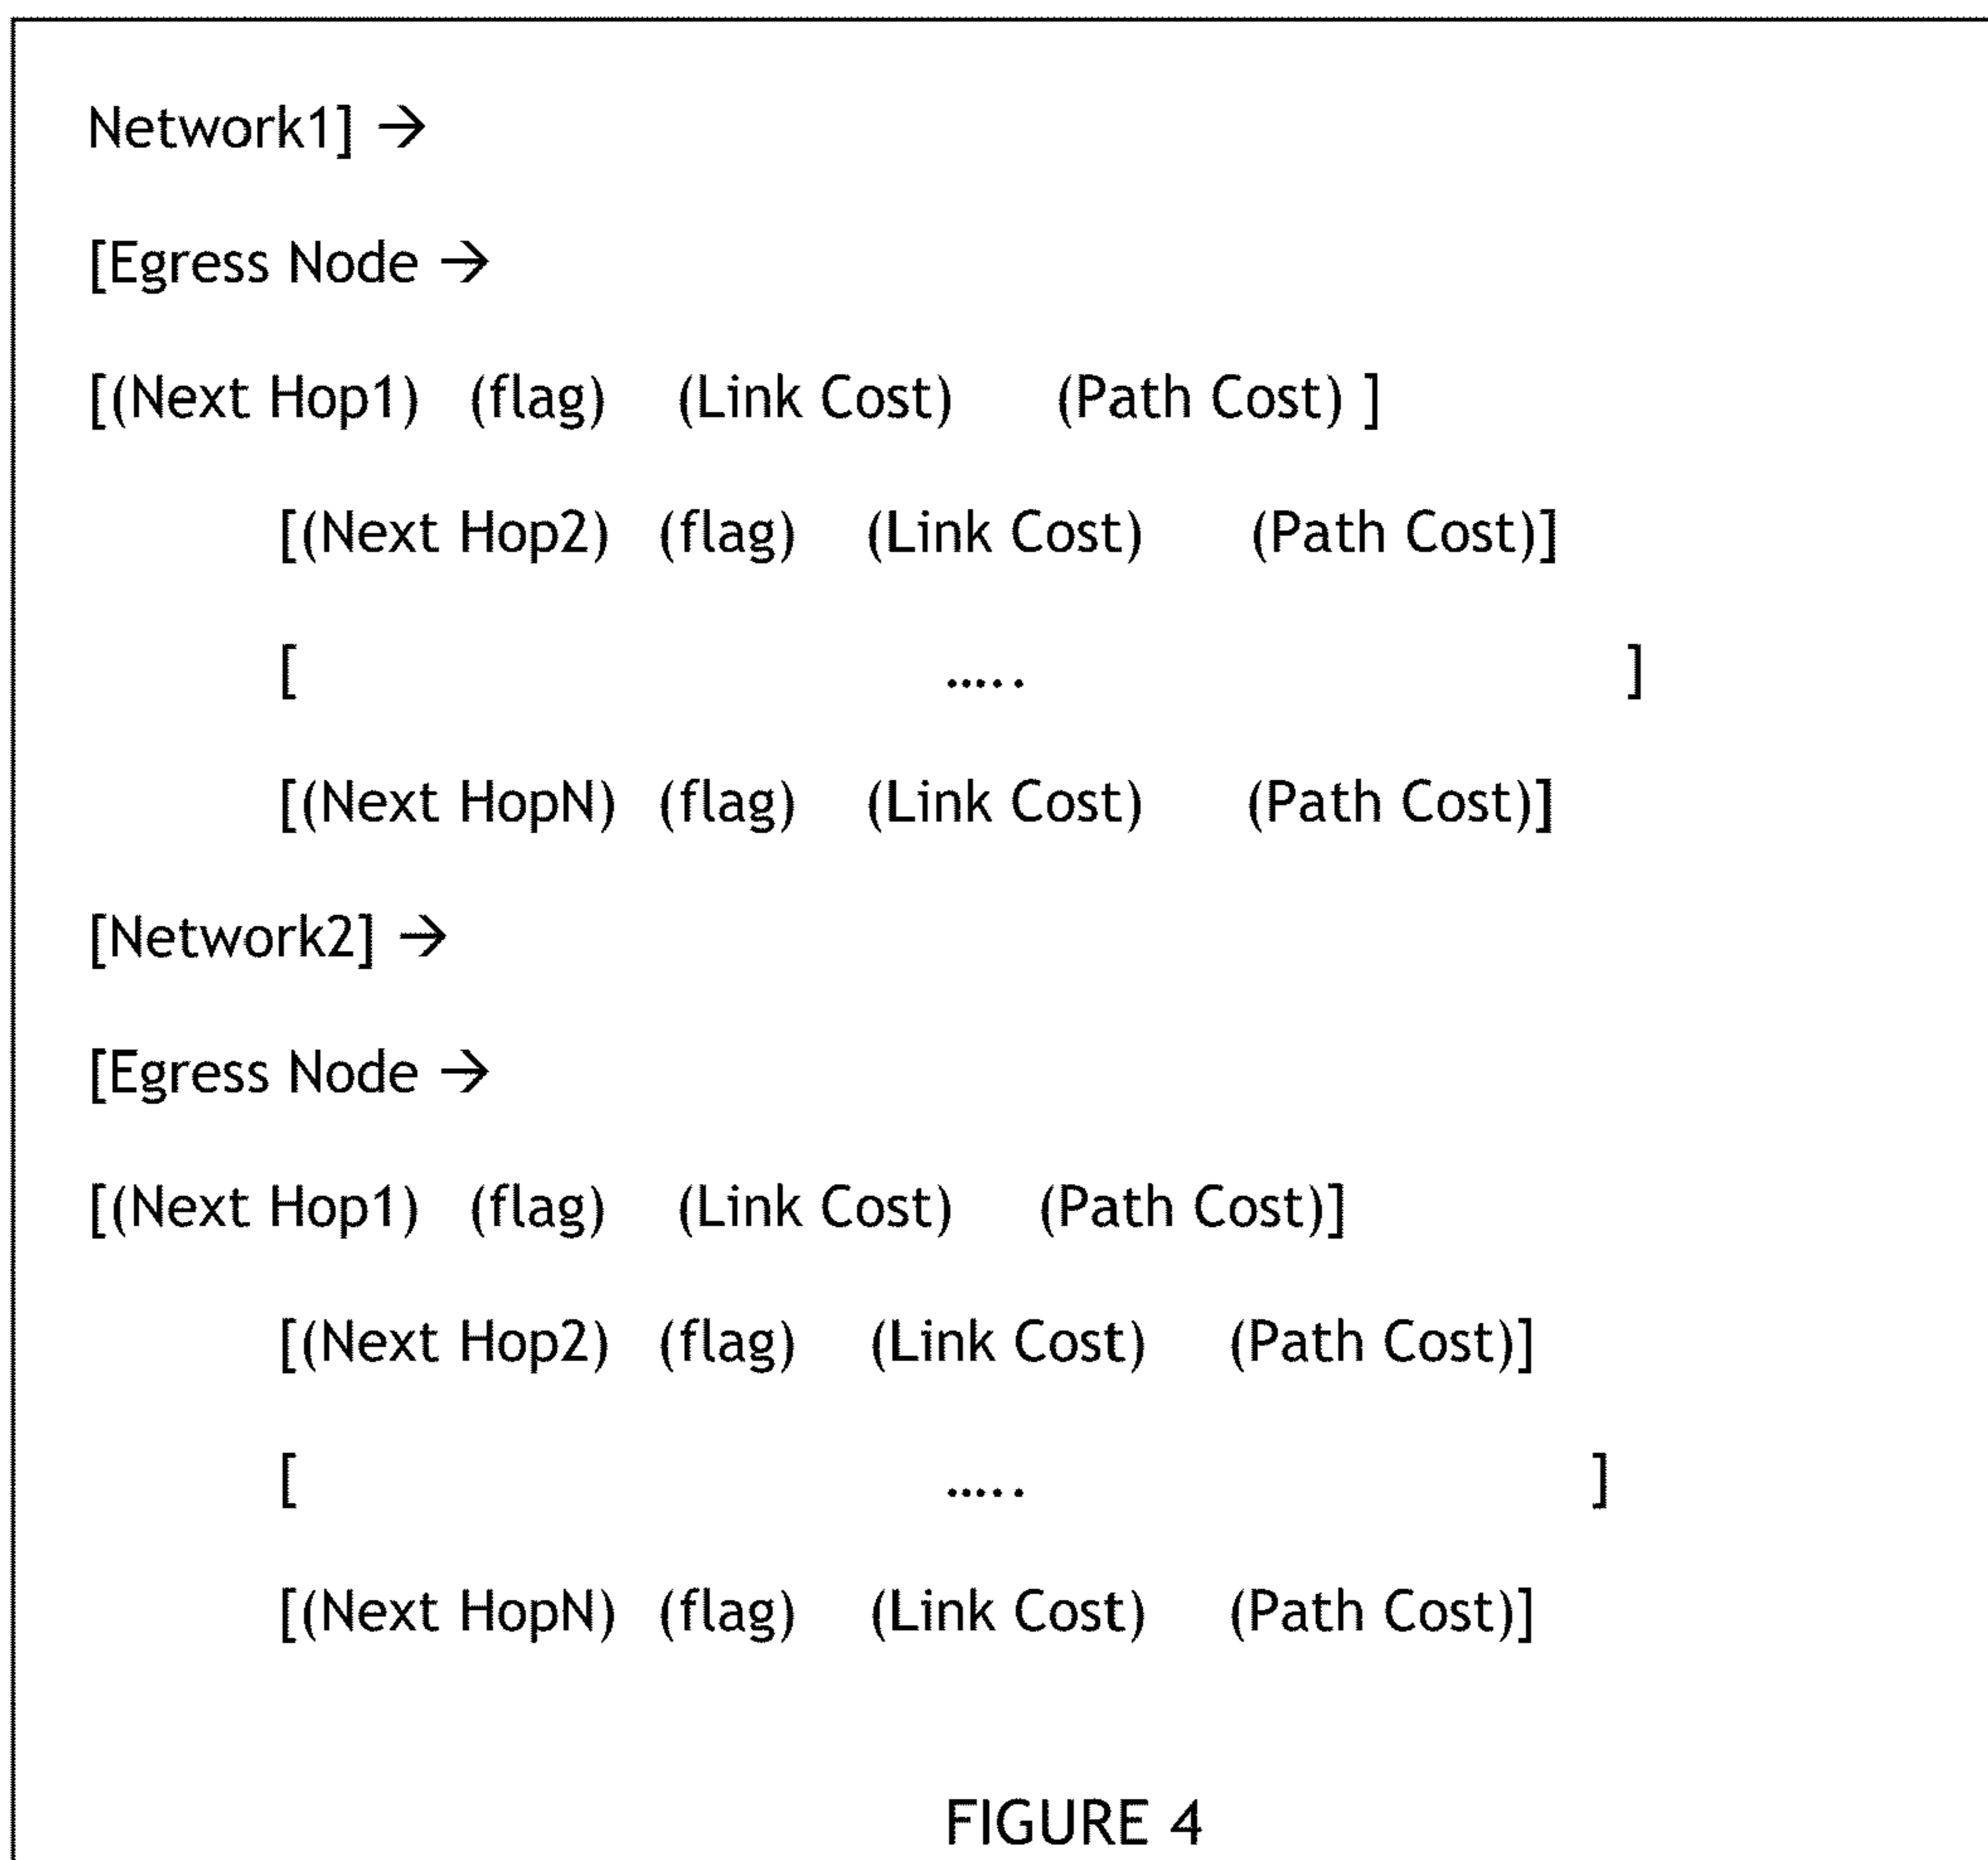 Network1] →
[Egress Node →
[(Next Hop1) (flag) (Link Cost) (Path Cost) ]
[(Next Hop2) (flag) (Link Cost) (Path Cost)]
[ ….. ]
[(Next HopN) (flag) (Link Cost) (Path Cost)]
[Network2] →
[Egress Node →
[(Next Hop1) (flag) (Link Cost) (Path Cost)]
[(Next Hop2) (flag) (Link Cost) (Path Cost)]
[ ….. ]
[(Next HopN) (flag) (Link Cost) (Path Cost)]
FIGURE 4